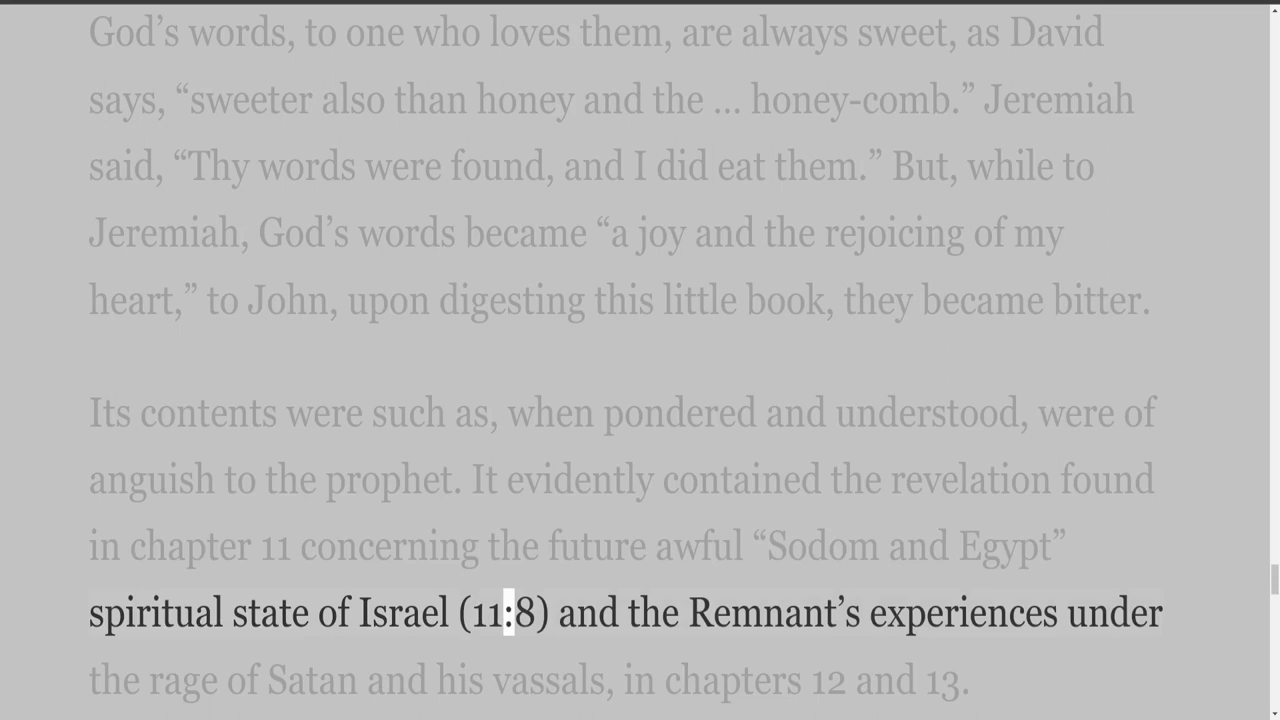 God’s words, to one who loves them, are always sweet, as David
says, “sweeter also than honey and the ... honey-comb.” Jeremiah
said, “Thy words were found, and I did eat them.” But, while to
Jeremiah, God’s words became “a joy and the rejoicing of my
heart,” to John, upon digesting this little book, they became bitter.
Its contents were such as, when pondered and understood, were of
anguish to the prophet. It evidently contained the revelation found
in chapter 11 concerning the future awful “Sodom and Egypt”
spiritual state of Israel (11:8) and the Remnant’s experiences under
the rage of Satan and his vassals, in chapters 12 and 13.